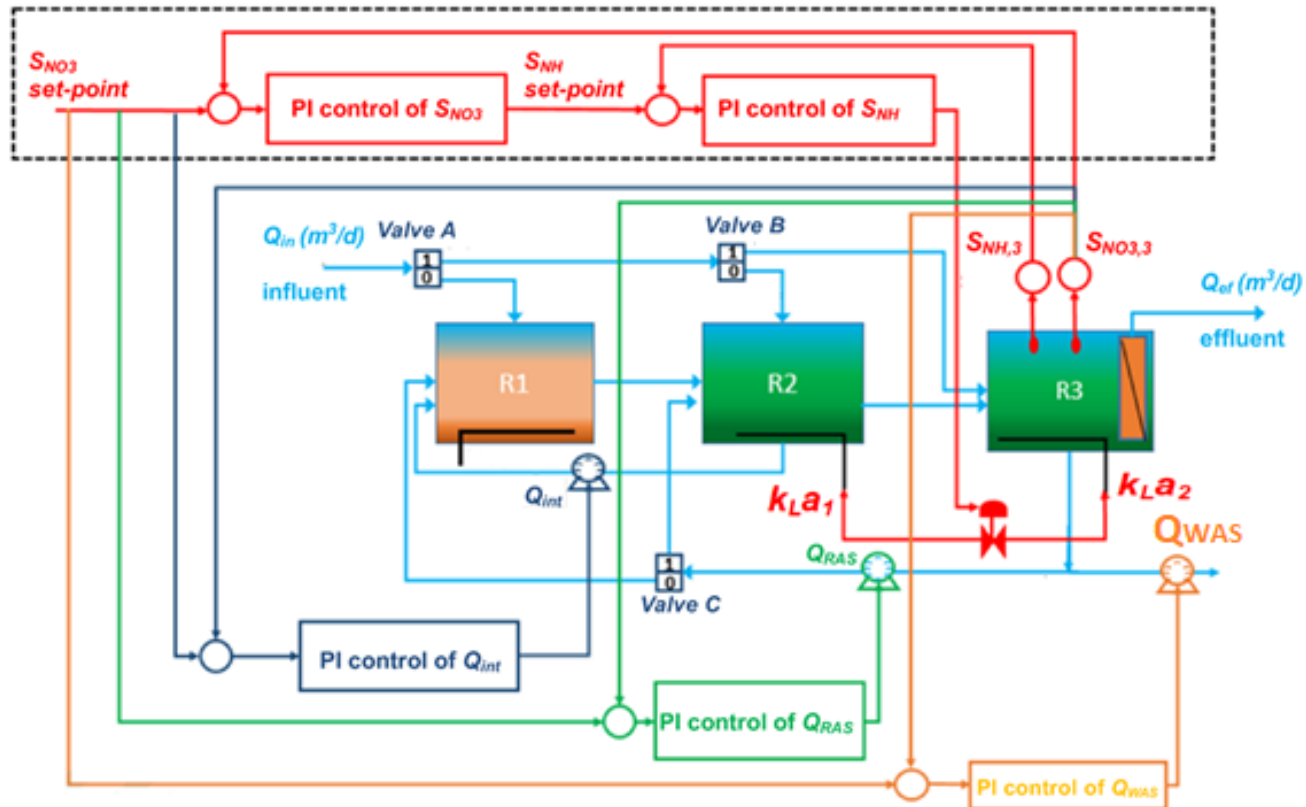 S_NO3
set-point
PI control of S_NO3
S_NH
set-point
PI control of S_NH
Q_in (m³/d)
influent
Valve A
1
0
Valve B
1
0
S_NH,3
S_NO3,3
Q_ef (m³/d)
effluent
R1
R2
R3
Q_int
k_La_1
k_La_2
Q_WAS
Q_RAS
1
0
Valve C
PI control of Q_int
PI control of Q_RAS
PI control of Q_WAS